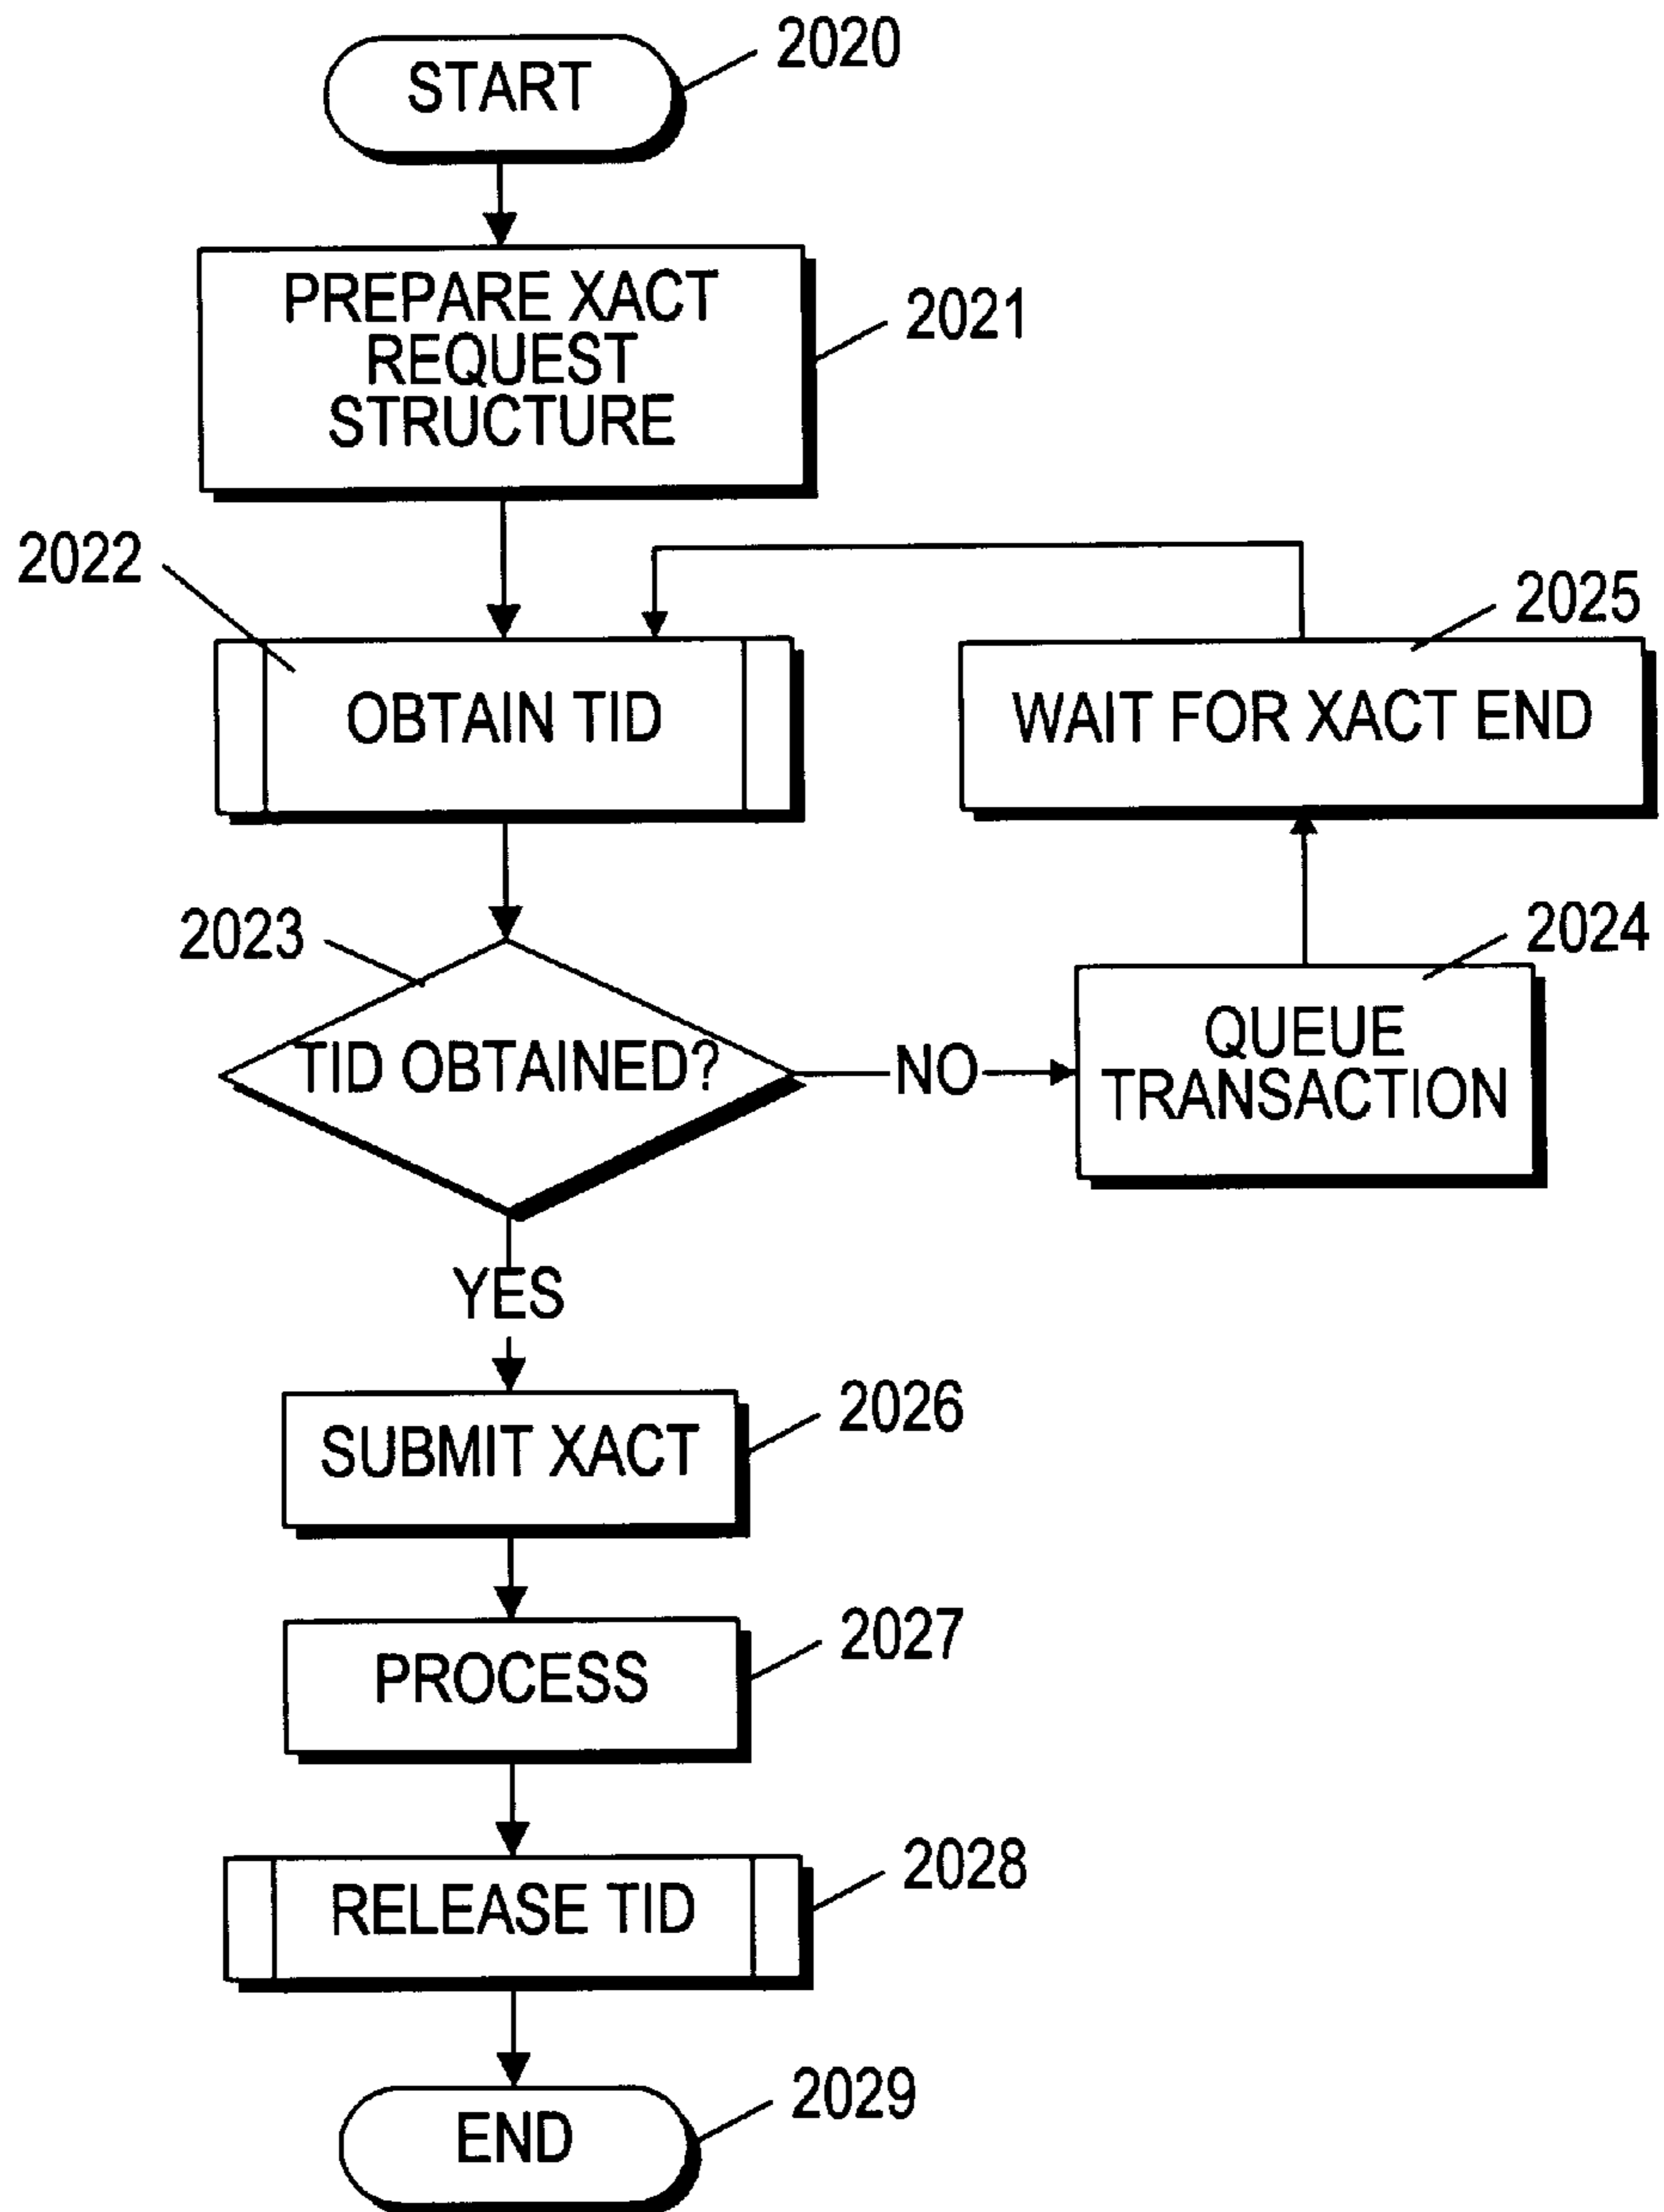 START
2020
PREPARE XACT
REQUEST
STRUCTURE
2021
2022
OBTAIN TID
2025
WAIT FOR XACT END
2023
TID OBTAINED?
NO
2024
QUEUE
TRANSACTION
YES
SUBMIT XACT
2026
PROCESS
2027
RELEASE TID
2028
END
2029